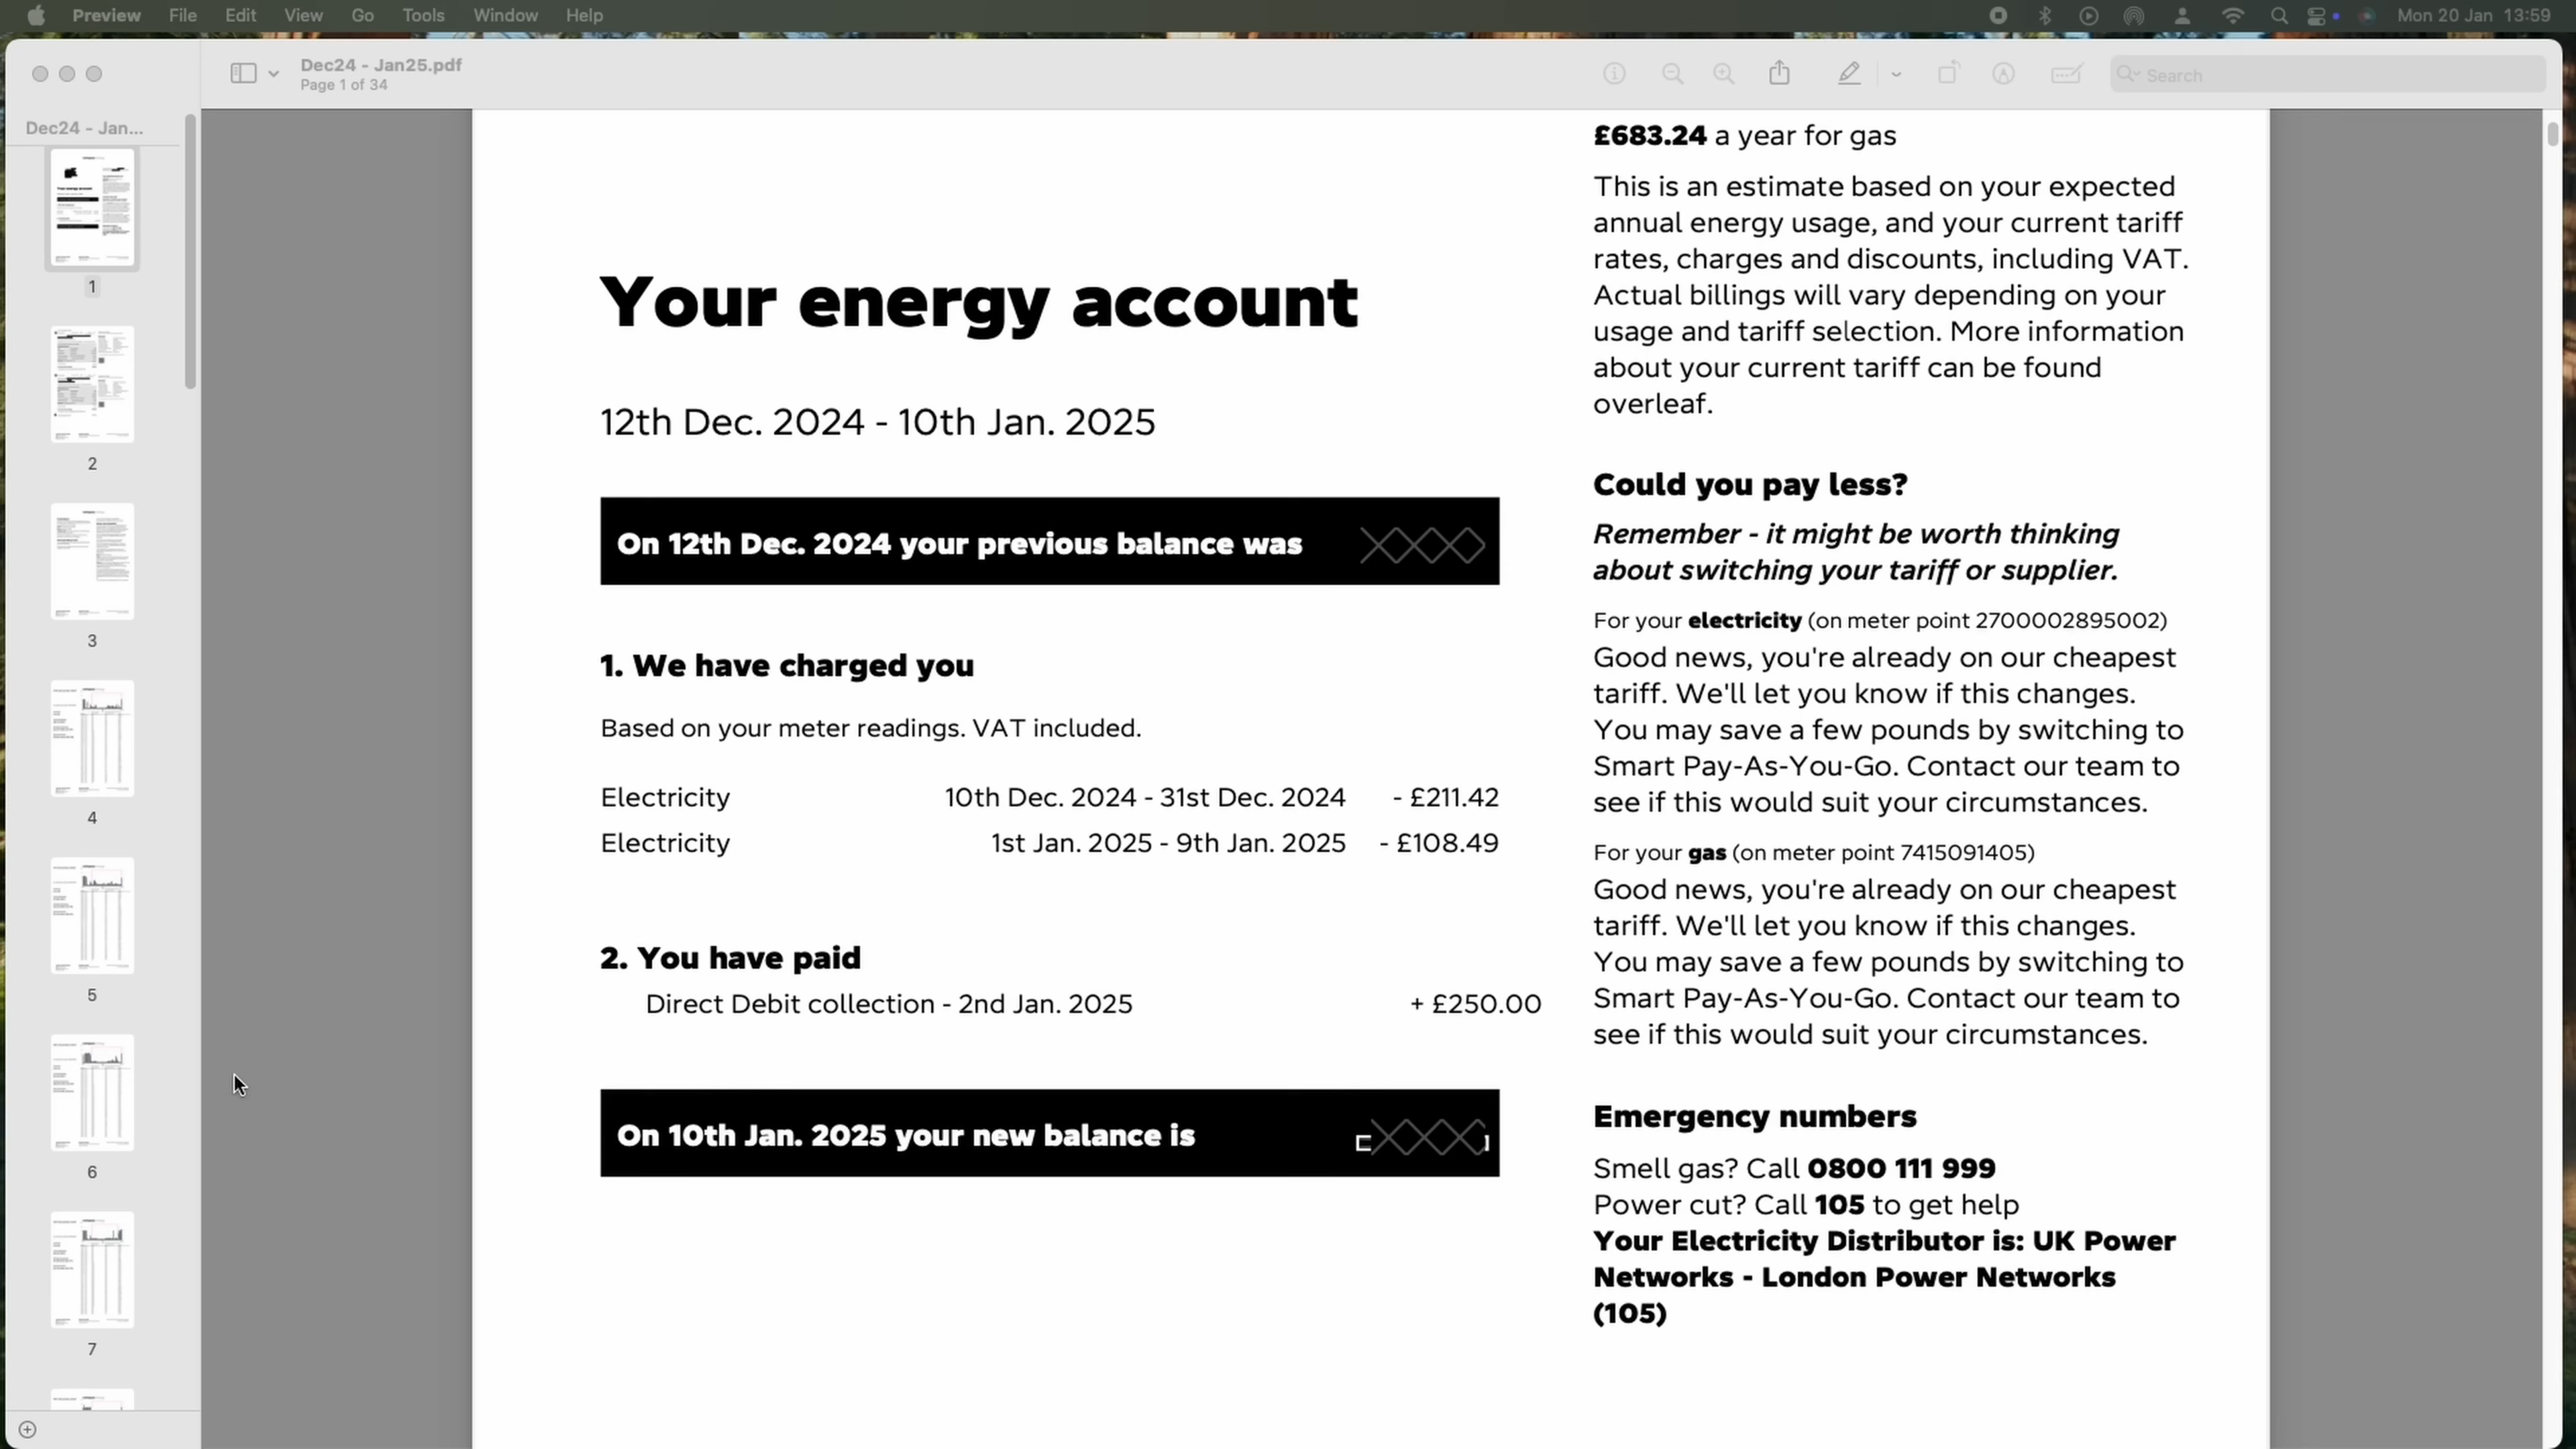 Preview File Edit View Go Tools Window Help
Mon 20 Jan 13:59
Dec24 - Jan25.pdf
Page 1 of 34
Search
Dec24 - Jan...
1
2
3
4
5
6
7
Your energy account
12th Dec. 2024 - 10th Jan. 2025
On 12th Dec. 2024 your previous balance was
1. We have charged you
Based on your meter readings. VAT included.
Electricity 10th Dec. 2024 - 31st Dec. 2024 - £211.42
Electricity 1st Jan. 2025 - 9th Jan. 2025 - £108.49
2. You have paid
Direct Debit collection - 2nd Jan. 2025 + £250.00
On 10th Jan. 2025 your new balance is
£683.24 a year for gas
This is an estimate based on your expected
annual energy usage, and your current tariff
rates, charges and discounts, including VAT.
Actual billings will vary depending on your
usage and tariff selection. More information
about your current tariff can be found
overleaf.
Could you pay less?
Remember - it might be worth thinking
about switching your tariff or supplier.
For your electricity (on meter point 2700002895002)
Good news, you're already on our cheapest
tariff. We'll let you know if this changes.
You may save a few pounds by switching to
Smart Pay-As-You-Go. Contact our team to
see if this would suit your circumstances.
For your gas (on meter point 7415091405)
Good news, you're already on our cheapest
tariff. We'll let you know if this changes.
You may save a few pounds by switching to
Smart Pay-As-You-Go. Contact our team to
see if this would suit your circumstances.
Emergency numbers
Smell gas? Call 0800 111 999
Power cut? Call 105 to get help
Your Electricity Distributor is: UK Power
Networks - London Power Networks
(105)